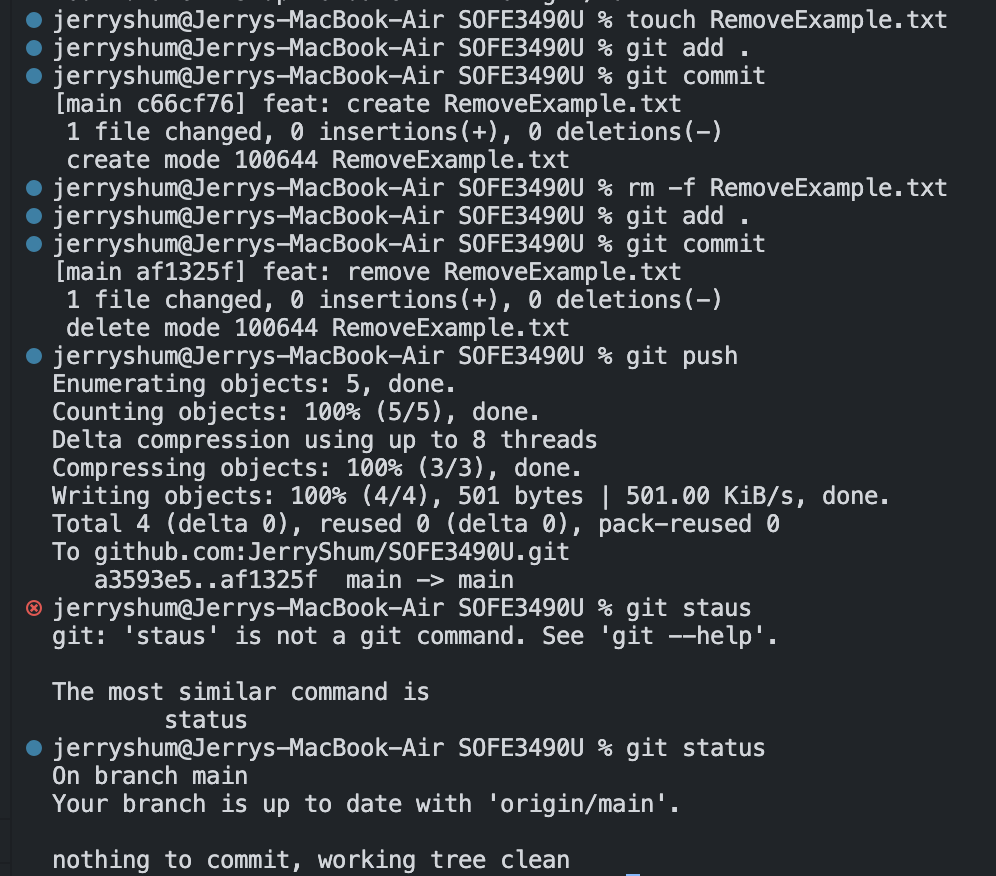 jerryshum@Jerrys-MacBook-Air SOFE3490U % touch RemoveExample.txt
jerryshum@Jerrys-MacBook-Air SOFE3490U % git add .
jerryshum@Jerrys-MacBook-Air SOFE3490U % git commit
[main c66cf76] feat: create RemoveExample.txt
1 file changed, 0 insertions(+), 0 deletions(-)
create mode 100644 RemoveExample.txt
jerryshum@Jerrys-MacBook-Air SOFE3490U % rm -f RemoveExample.txt
jerryshum@Jerrys-MacBook-Air SOFE3490U % git add .
jerryshum@Jerrys-MacBook-Air SOFE3490U % git commit
[main af1325f] feat: remove RemoveExample.txt
1 file changed, 0 insertions(+), 0 deletions(-)
delete mode 100644 RemoveExample.txt
jerryshum@Jerrys-MacBook-Air SOFE3490U % git push
Enumerating objects: 5, done.
Counting objects: 100% (5/5), done.
Delta compression using up to 8 threads
Compressing objects: 100% (3/3), done.
Writing objects: 100% (4/4), 501 bytes | 501.00 KiB/s, done.
Total 4 (delta 0), reused 0 (delta 0), pack-reused 0
To github.com:JerryShum/SOFE3490U.git
a3593e5..af1325f  main -> main
jerryshum@Jerrys-MacBook-Air SOFE3490U % git staus
git: 'staus' is not a git command. See 'git --help'.
The most similar command is
status
jerryshum@Jerrys-MacBook-Air SOFE3490U % git status
On branch main
Your branch is up to date with 'origin/main'.
nothing to commit, working tree clean